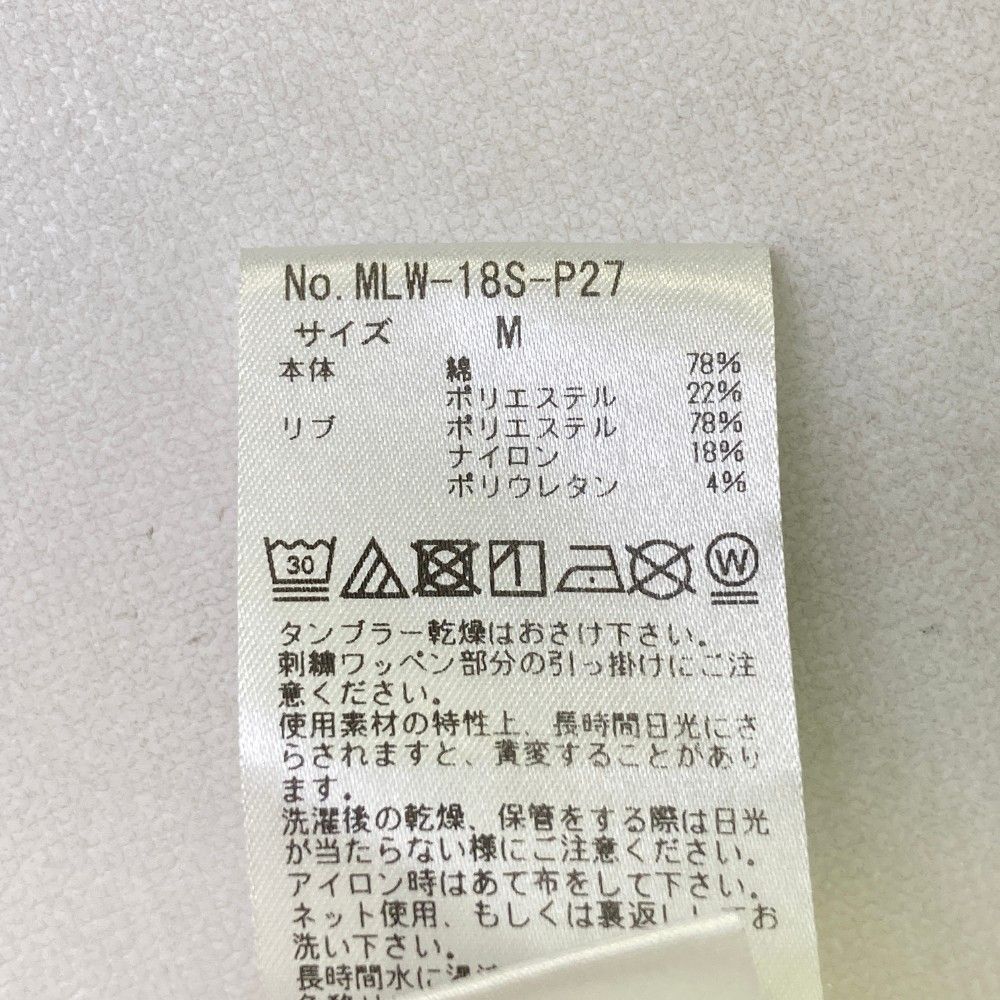 No.MLW-18S-P27
サイズ M
本体 綿 78%
ポリエステル 22%
リブ ポリエステル 78%
ナイロン 18%
ポリウレタン 4%
30 W
タンブラー乾燥はおさけ下さい。
刺繍ワッペン部分の引っ掛けにご注
意ください。
使用素材の特性上、長時間日光にさ
らされますと、黄変することがあり
ます。
洗濯後の乾燥、保管をする際は日光
が当たらない様にご注意ください。
アイロン時はあて布をして下さい。
ネット使用、もしくは裏返してお
洗い下さい。
長時間水に